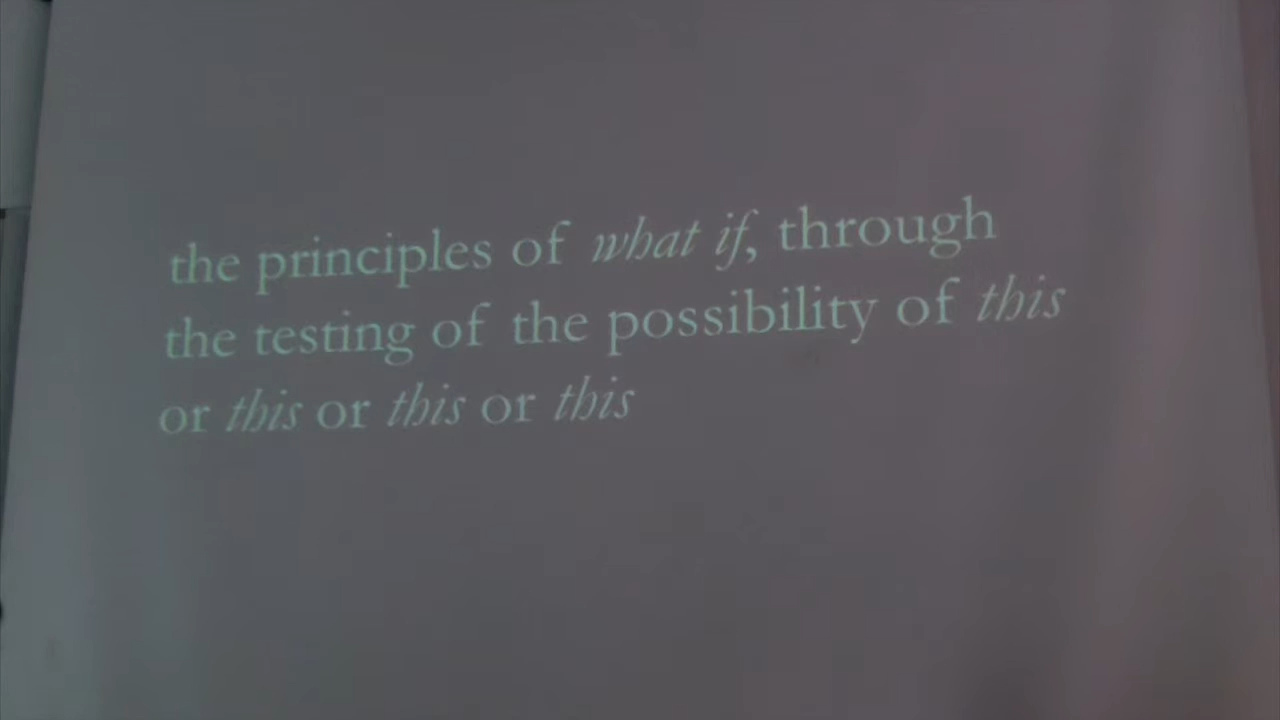 the principles of what if, through
the testing of the possibility of this
or this or this or this